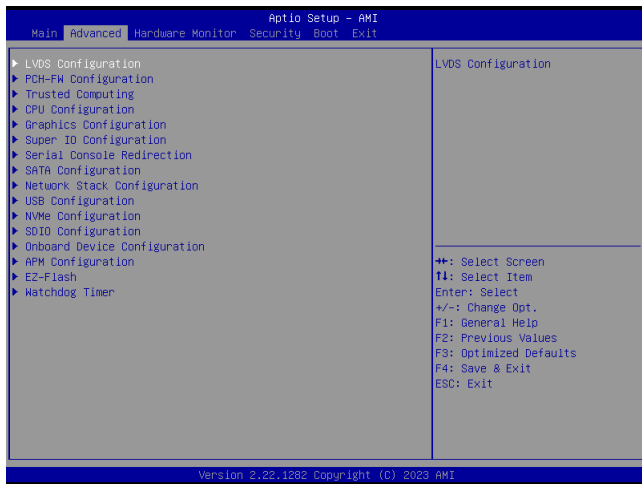 Aptio Setup – AMI
Main Advanced Hardware Monitor Security Boot Exit
LVDS Configuration
PCH-FW Configuration
Trusted Computing
CPU Configuration
Graphics Configuration
Super IO Configuration
Serial Console Redirection
SATA Configuration
Network Stack Configuration
USB Configuration
NVMe Configuration
SDIO Configuration
Onboard Device Configuration
APM Configuration
EZ-Flash
Watchdog Timer
LVDS Configuration
→←: Select Screen
↑↓: Select Item
Enter: Select
+/-: Change Opt.
F1: General Help
F2: Previous Values
F3: Optimized Defaults
F4: Save & Exit
ESC: Exit
Version 2.22.1282 Copyright (C) 2023 AMI